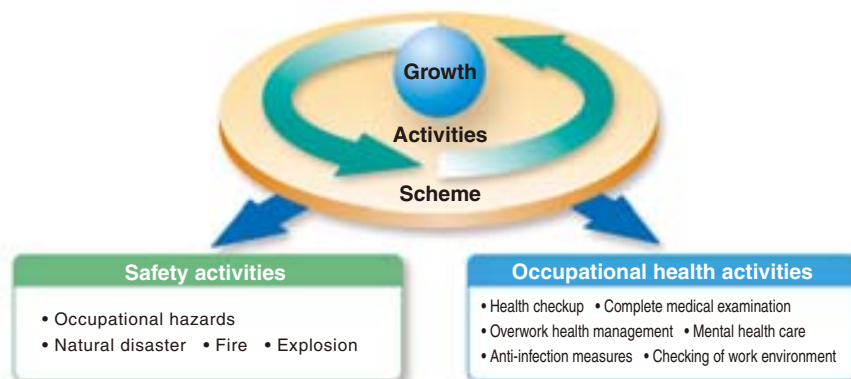 Growth
Activities
Scheme
Safety activities
• Occupational hazards
• Natural disaster • Fire • Explosion
Occupational health activities
• Health checkup • Complete medical examination
• Overwork health management • Mental health care
• Anti-infection measures • Checking of work environment